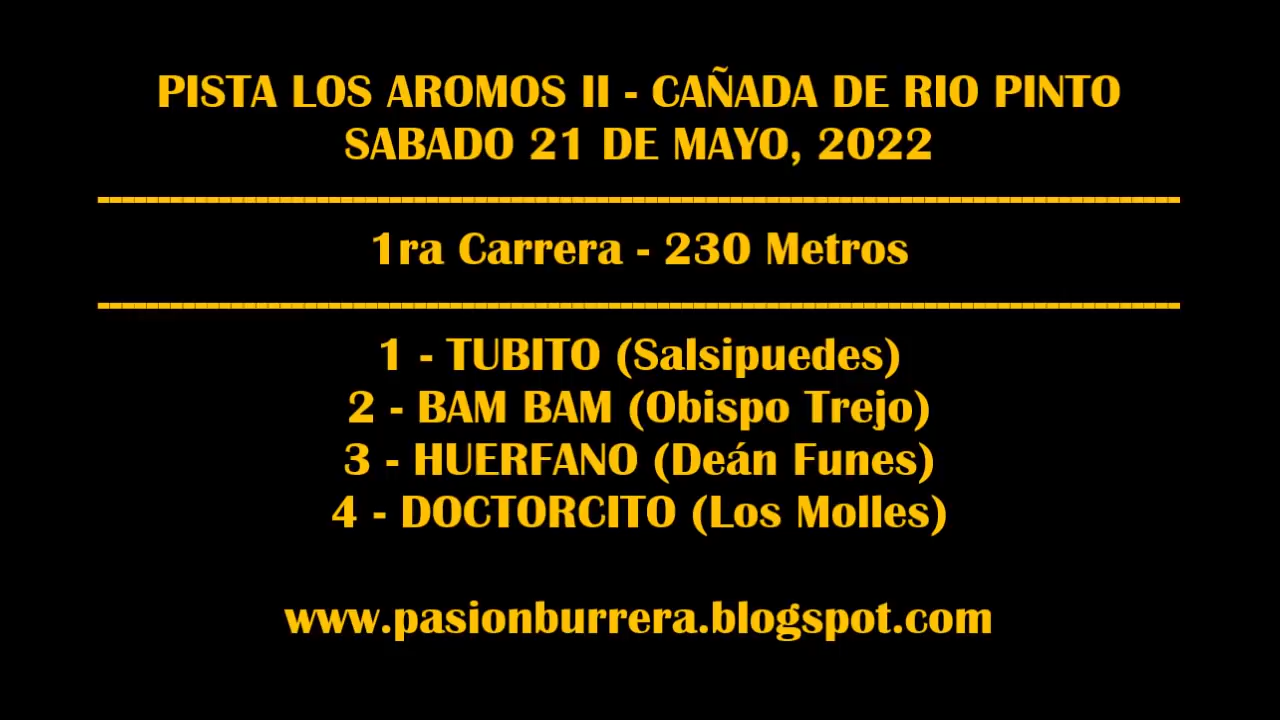 PISTA LOS AROMOS II - CAÑADA DE RIO PINTO
SABADO 21 DE MAYO, 2022
1ra Carrera - 230 Metros
1 - TUBITO (Salsipuedes)
2 - BAM BAM (Obispo Trejo)
3 - HUERFANO (Deán Funes)
4 - DOCTORCITO (Los Molles)
www.pasionburrera.blogspot.com